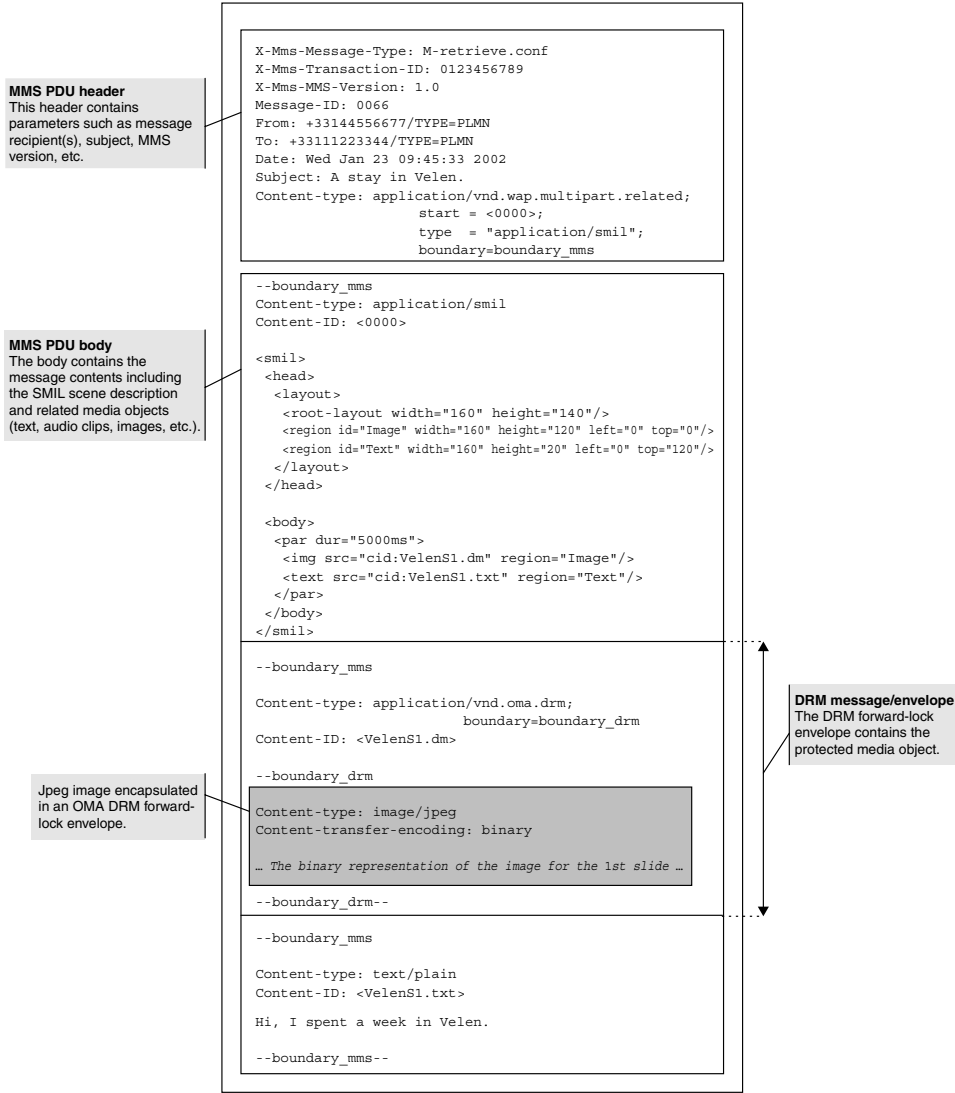 X-Mms-Message-Type: M-retrieve.conf
X-Mms-Transaction-ID: 0123456789
X-Mms-MMS-Version: 1.0
Message-ID: 0066
From: +33144556677/TYPE=PLMN
To: +33111223344/TYPE=PLMN
Date: Wed Jan 23 09:45:33 2002
Subject: A stay in Velen.
Content-type: application/vnd.wap.multipart.related;
start = <0000>;
type  = "application/smil";
boundary=boundary_mms
MMS PDU header
This header contains
parameters such as message
recipient(s), subject, MMS
version, etc.
--boundary_mms
Content-type: application/smil
Content-ID: <0000>
<smil>
<head>
<layout>
<root-layout width="160" height="140"/>
<region id="Image" width="160" height="120" left="0" top="0"/>
<region id="Text" width="160" height="20" left="0" top="120"/>
</layout>
</head>
<body>
<par dur="5000ms">
<img src="cid:VelenS1.dm" region="Image"/>
<text src="cid:VelenS1.txt" region="Text"/>
</par>
</body>
</smil>
MMS PDU body
The body contains the
message contents including
the SMIL scene description
and related media objects
(text, audio clips, images, etc.).
--boundary_mms
Content-type: application/vnd.oma.drm;
boundary=boundary_drm
Content-ID: <VelenS1.dm>
--boundary_drm
Content-type: image/jpeg
Content-transfer-encoding: binary
… The binary representation of the image for the 1st slide …
--boundary_drm--
DRM message/envelope
The DRM forward-lock
envelope contains the
protected media object.
Jpeg image encapsulated
in an OMA DRM forward-
lock envelope.
--boundary_mms
Content-type: text/plain
Content-ID: <VelenS1.txt>
Hi, I spent a week in Velen.
--boundary_mms--